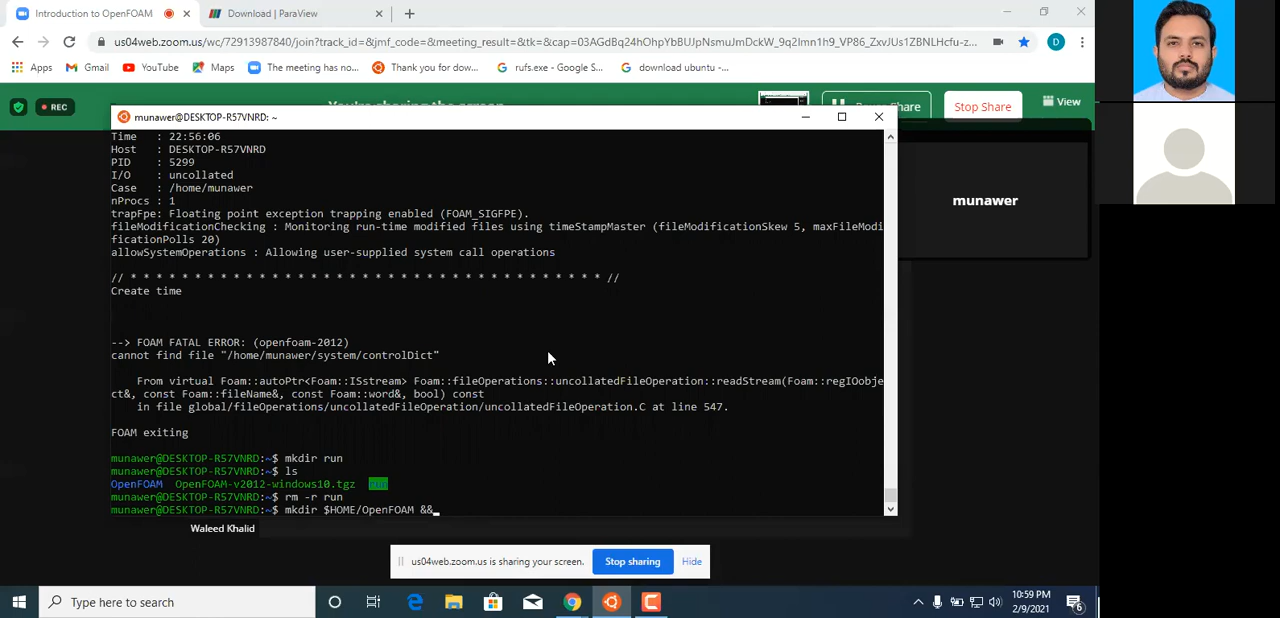 Introduction to OpenFOAM
Download | ParaView
us04web.zoom.us/wc/72913987840/join?track_id=&jmf_code=&meeting_result=&tk=&cap=03AGdBq24hOhpYbBUJpNsmuJmDckW_9q2Imn1h9_VP86_ZxvJUs1ZBNLHcfu-z...
Apps
Gmail
YouTube
Maps
The meeting has no...
Thank you for dow...
rufs.exe - Google S...
download ubuntu -...
D
REC
Stop Share
View
munawer@DESKTOP-R57VNRD: ~
Time : 22:56:06
Host : DESKTOP-R57VNRD
PID : 5299
I/O : uncollated
Case : /home/munawer
nProcs : 1
trapFpe: Floating point exception trapping enabled (FOAM_SIGFPE).
fileModificationChecking : Monitoring run-time modified files using timeStampMaster (fileModificationSkew 5, maxFileModi
ficationPolls 20)
allowSystemOperations : Allowing user-supplied system call operations
// * * * * * * * * * * * * * * * * * * * * * * * * * * * * * * * * * * * * * //
Create time
--> FOAM FATAL ERROR: (openfoam-2012)
cannot find file "/home/munawer/system/controlDict"
From virtual Foam::autoPtr<Foam::ISstream> Foam::fileOperations::uncollatedFileOperation::readStream(Foam::regIOobje
ct&, const Foam::fileName&, const Foam::word&, bool) const
in file global/fileOperations/uncollatedFileOperation/uncollatedFileOperation.C at line 547.
FOAM exiting
munawer@DESKTOP-R57VNRD:~$ mkdir run
munawer@DESKTOP-R57VNRD:~$ ls
OpenFOAM OpenFOAM-v2012-windows10.tgz run
munawer@DESKTOP-R57VNRD:~$ rm -r run
munawer@DESKTOP-R57VNRD:~$ mkdir $HOME/OpenFOAM &&_
munawer
Waleed Khalid
us04web.zoom.us is sharing your screen.
Stop sharing
Hide
Type here to search
10:59 PM
2/9/2021
6